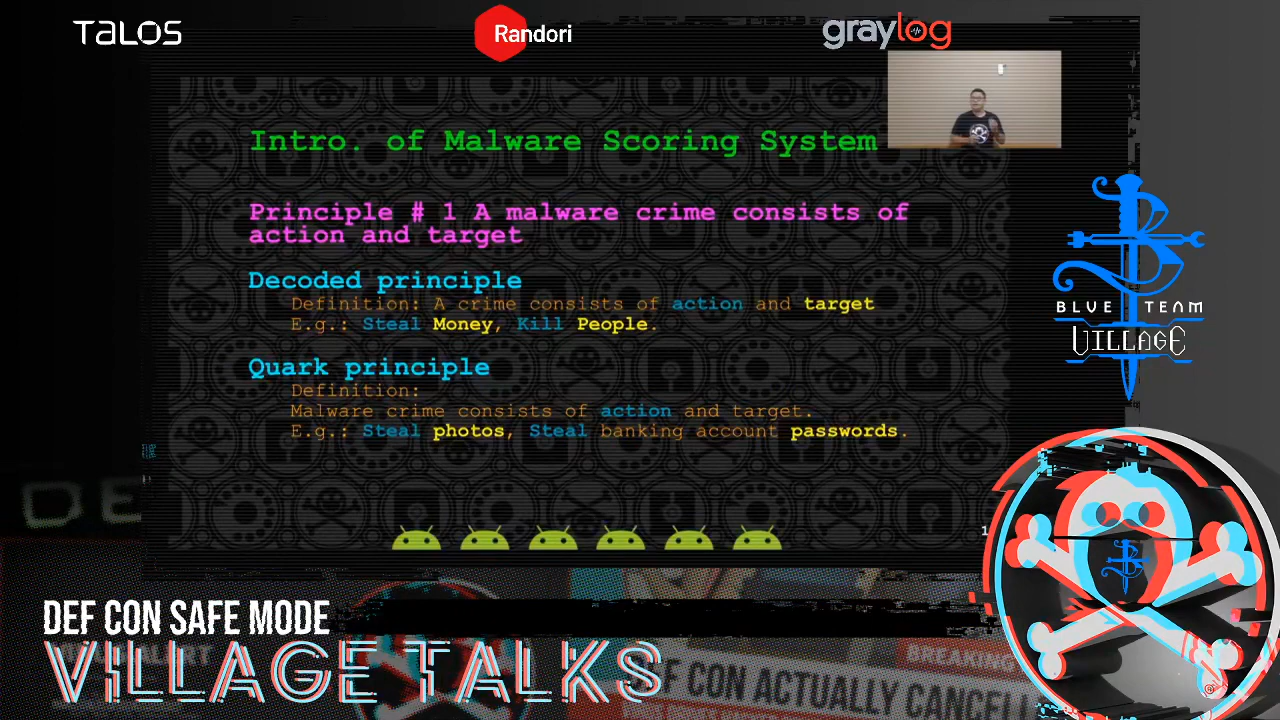 TALOS
Randori
graylog
Intro. of Malware Scoring System
Principle # 1 A malware crime consists of
action and target
Decoded principle
Definition: A crime consists of action and target
E.g.: Steal Money, Kill People.
Quark principle
Definition:
Malware crime consists of action and target.
E.g.: Steal photos, Steal banking account passwords.
BLUE TEAM
VILLAGE
DE
DEF CON SAFE MODE
VILLAGE TALKS
BREAKING
DEF CON ACTUALLY